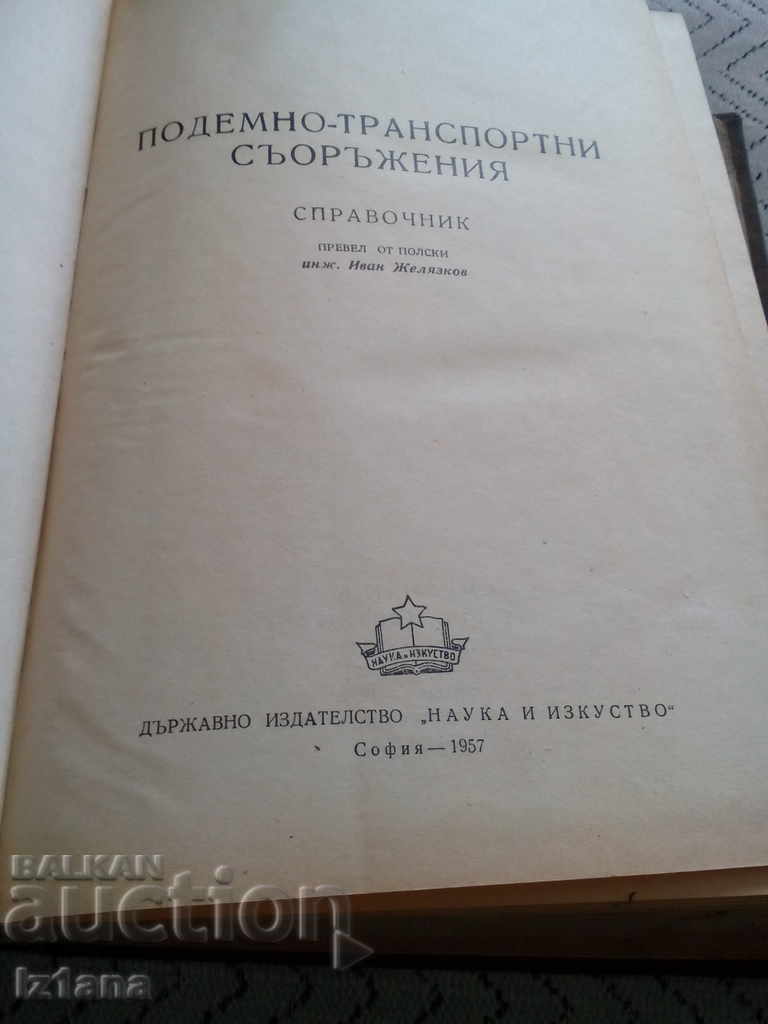 ПОДЕМНО-ТРАНСПОРТНИ
СЪОРЪЖЕНИЯ
СПРАВОЧНИК
ПРЕВЕЛ ОТ ПОЛСКИ
инж. Иван Желязков
НАУКА и ИЗКУСТВО
ДЪРЖАВНО ИЗДАТЕЛСТВО „НАУКА И ИЗКУСТВО“
София — 1957
BALKAN
auction
Iz1ana